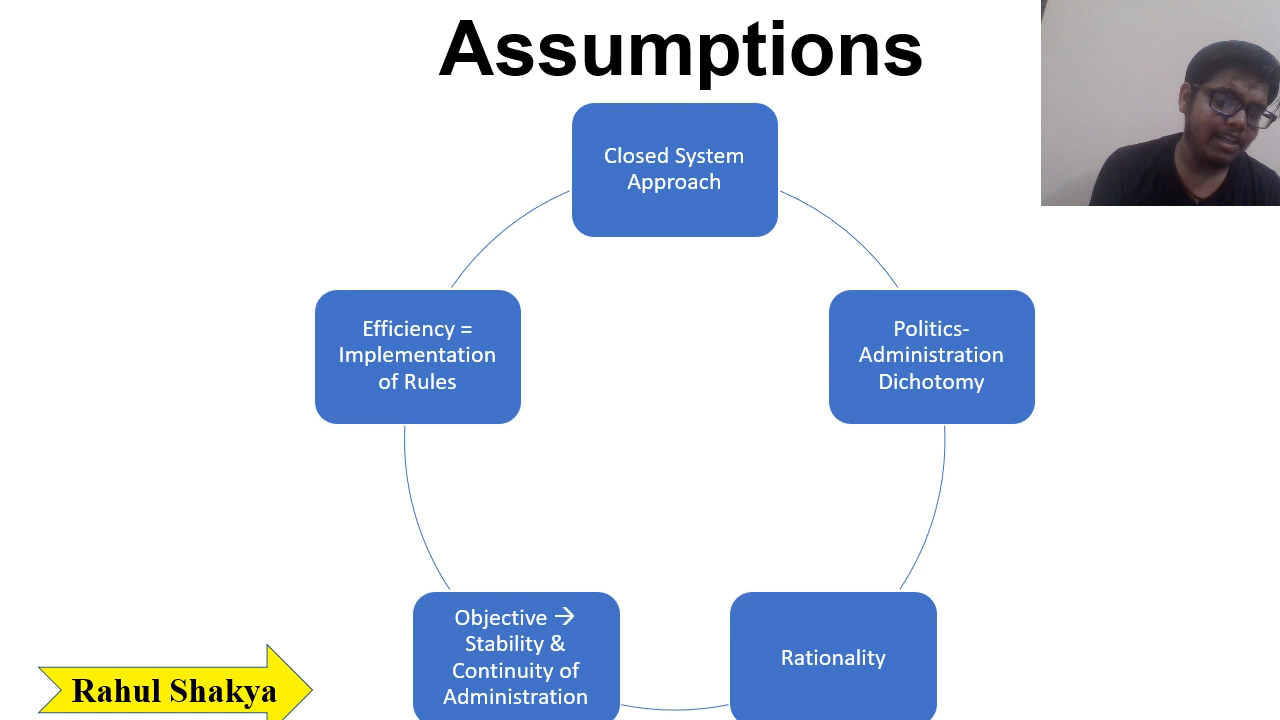 Assumptions
Closed System
Approach
Politics-
Administration
Dichotomy
Rationality
Objective →
Stability &
Continuity of
Administration
Efficiency =
Implementation
of Rules
Rahul Shakya